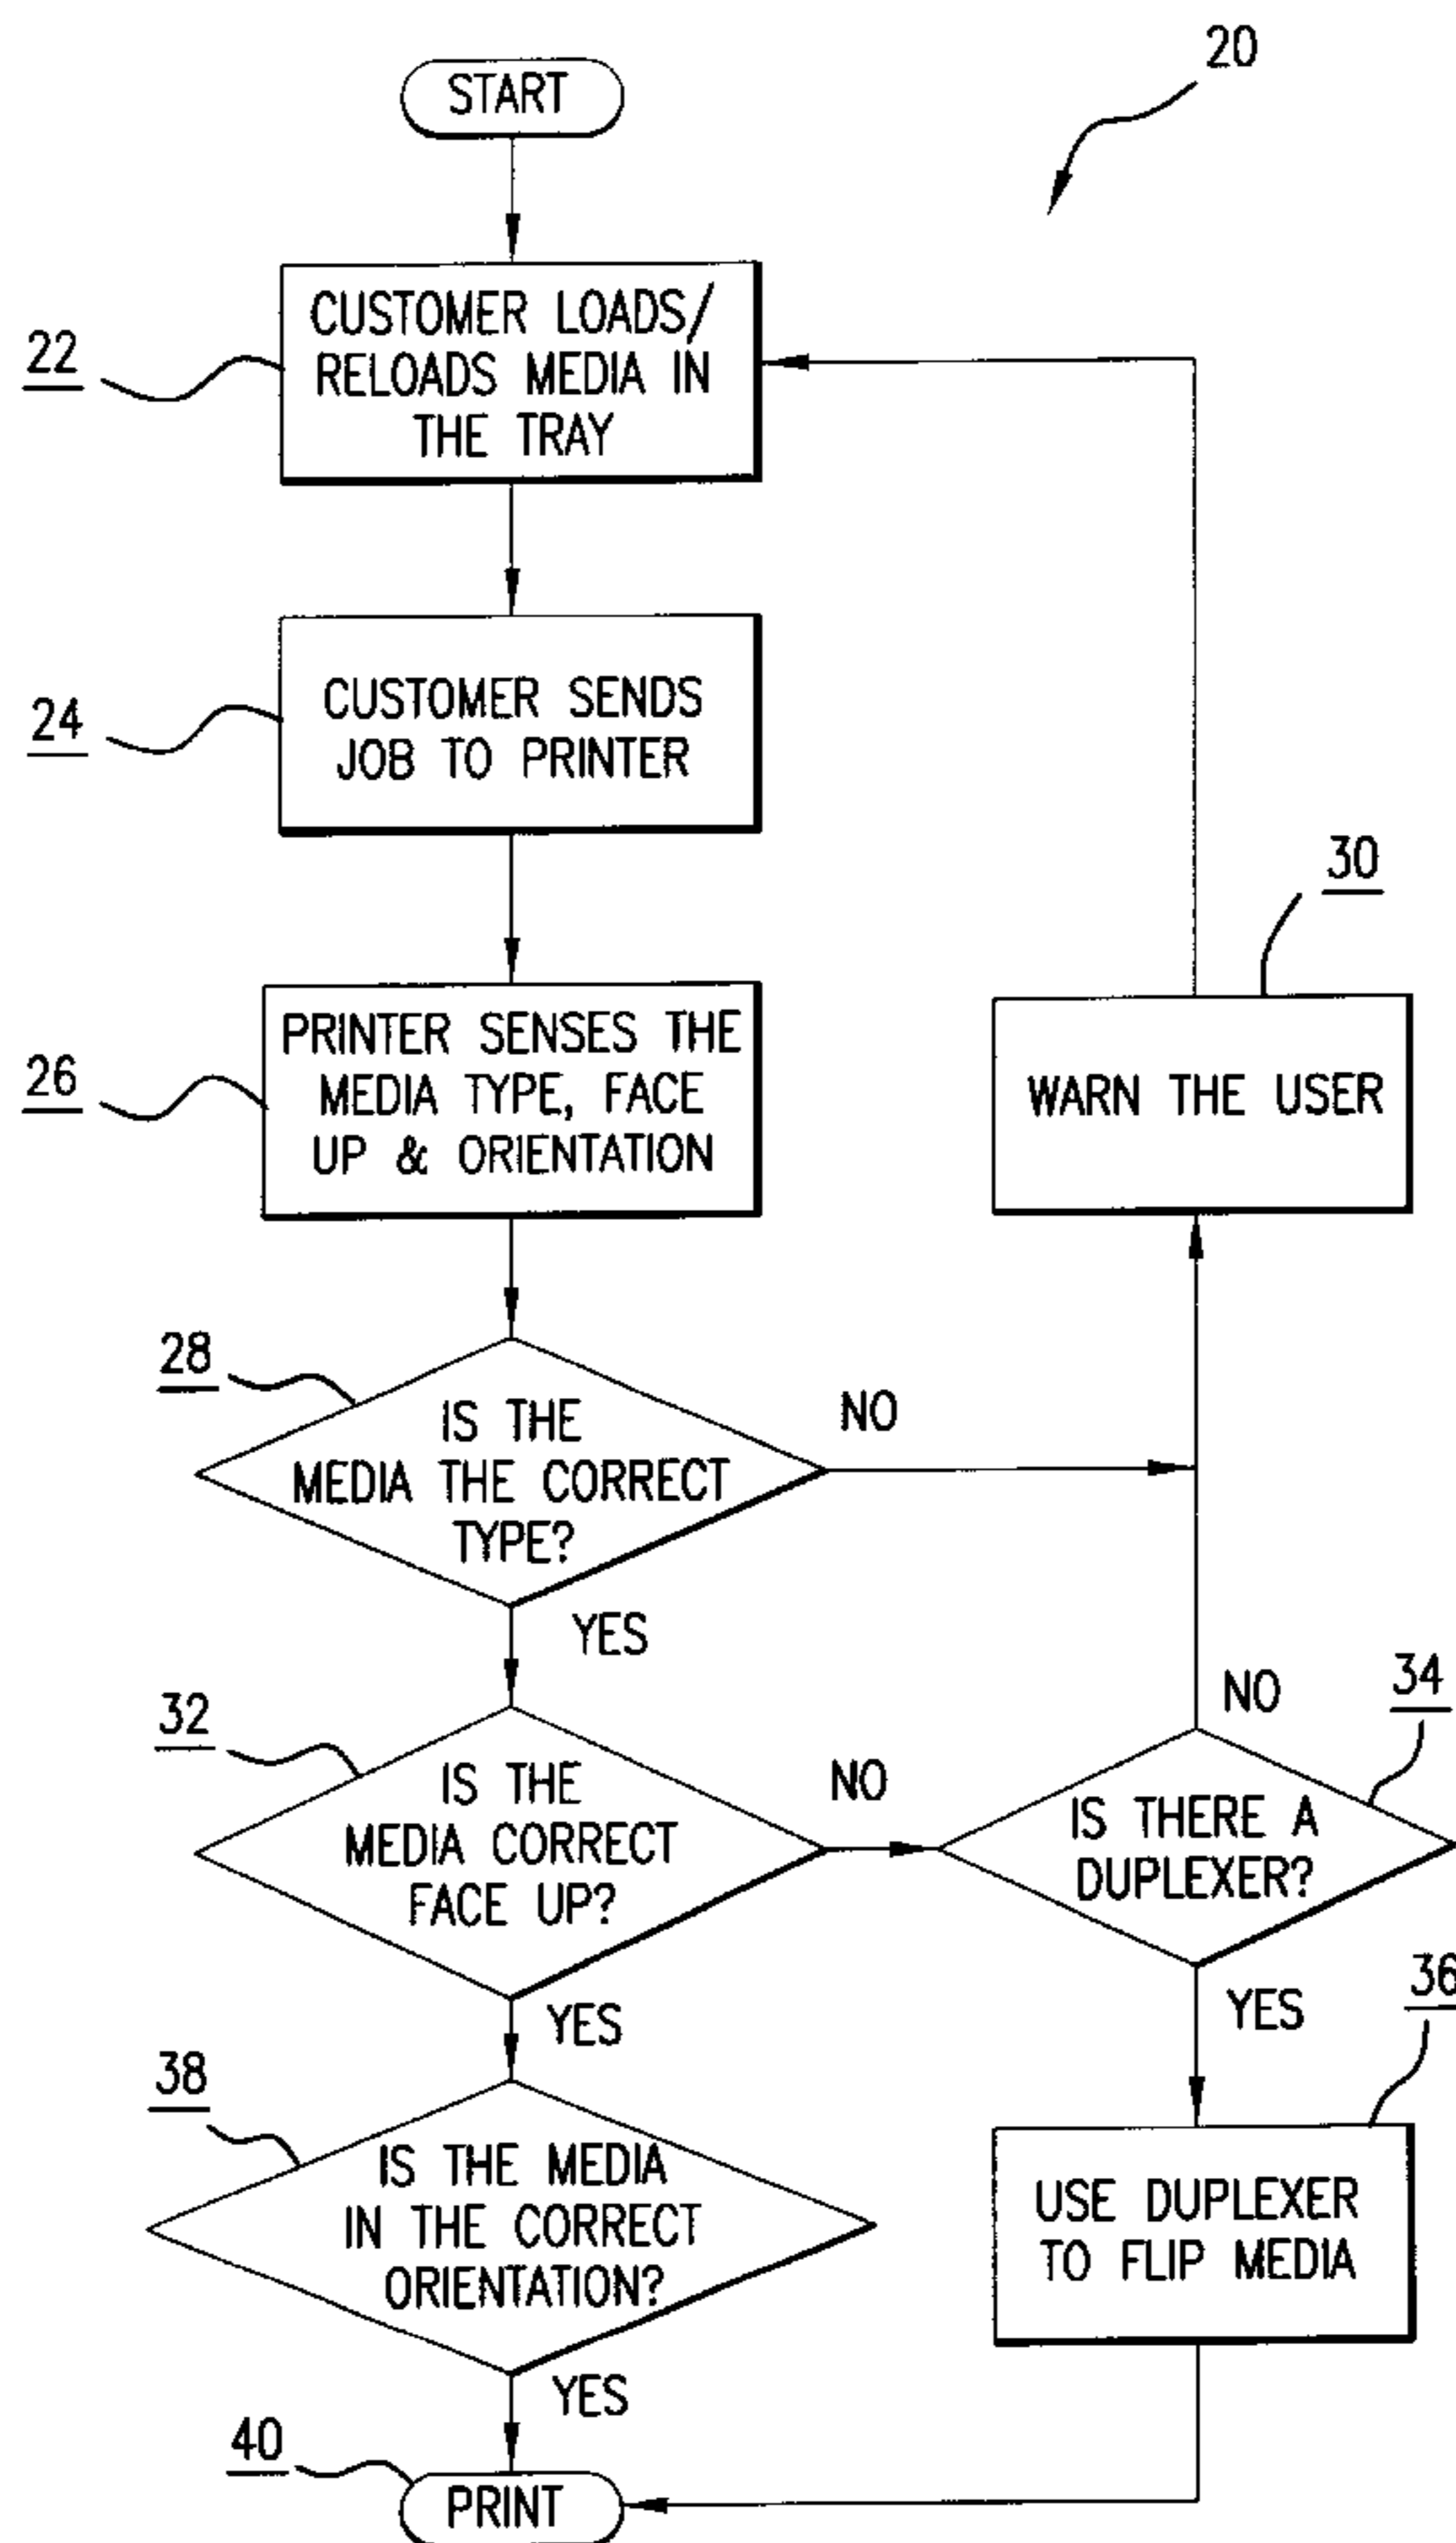 20
START
22
CUSTOMER LOADS/
RELOADS MEDIA IN
THE TRAY
24
CUSTOMER SENDS
JOB TO PRINTER
26
PRINTER SENSES THE
MEDIA TYPE, FACE
UP & ORIENTATION
30
WARN THE USER
28
IS THE
MEDIA THE CORRECT
TYPE?
NO
YES
32
IS THE
MEDIA CORRECT
FACE UP?
NO
YES
34
IS THERE A
DUPLEXER?
NO
YES
36
USE DUPLEXER
TO FLIP MEDIA
38
IS THE MEDIA
IN THE CORRECT
ORIENTATION?
YES
40
PRINT